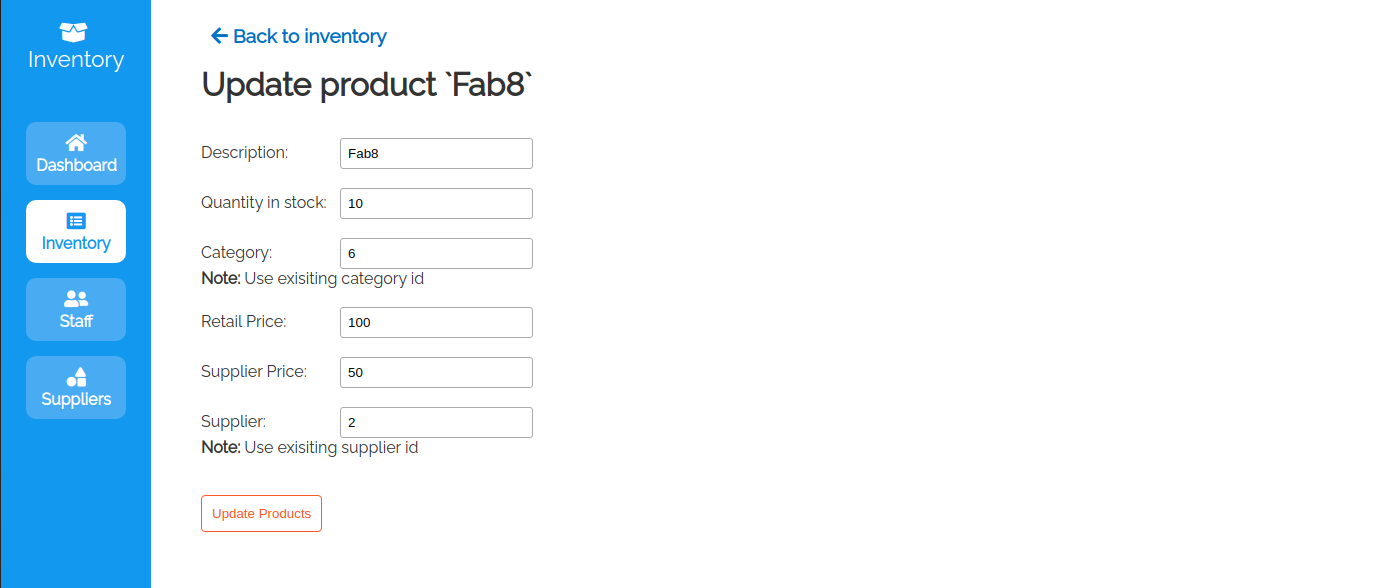 Inventory
Dashboard
Inventory
Staff
Suppliers
Back to inventory
Update product `Fab8`
Description: Fab8
Quantity in stock: 10
Category: 6
Note: Use exisiting category id
Retail Price: 100
Supplier Price: 50
Supplier: 2
Note: Use exisiting supplier id
Update Products